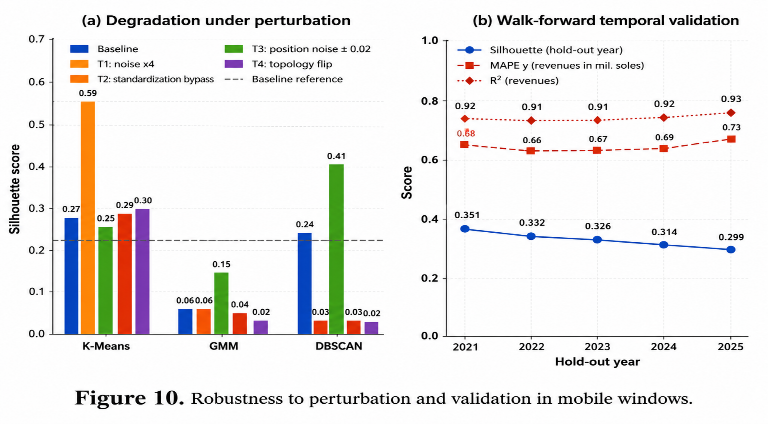 (a) Degradation under perturbation
Silhouette score
0.7
0.6
0.5
0.4
0.3
0.2
0.1
0.0
Baseline
T1: noise x4
T2: standardization bypass
T3: position noise ± 0.02
T4: topology flip
Baseline reference
0.27
0.59
0.25
0.29
0.30
0.06
0.06
0.15
0.04
0.02
0.24
0.03
0.41
0.03
0.02
K-Means
GMM
DBSCAN
(b) Walk-forward temporal validation
Score
1.0
0.8
0.6
0.4
0.2
0.0
Silhouette (hold-out year)
MAPE y (revenues in mil. soles)
R² (revenues)
0.92
0.91
0.91
0.92
0.93
0.68
0.66
0.67
0.69
0.73
0.351
0.332
0.326
0.314
0.299
2021
2022
2023
2024
2025
Hold-out year
Figure 10. Robustness to perturbation and validation in mobile windows.